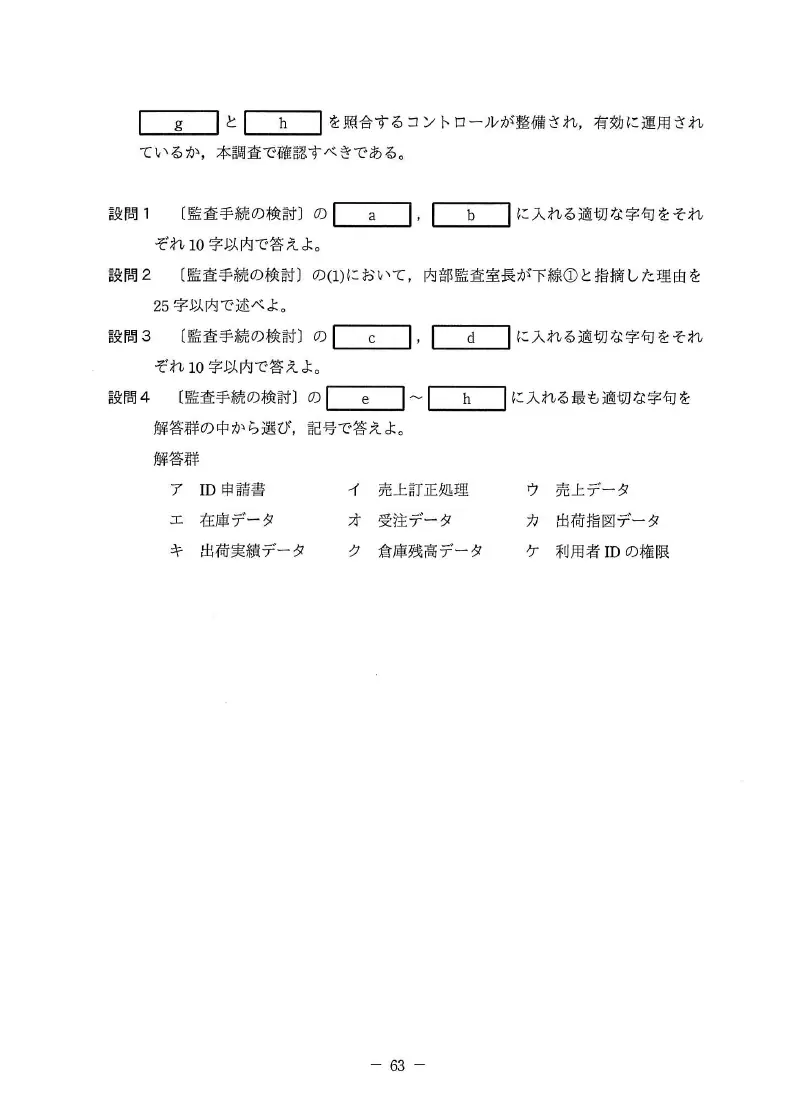 g と h を照合するコントロールが整備され，有効に運用され
ているか，本調査で確認すべきである。
設問１ 〔監査手続の検討〕の a ， b に入れる適切な字句をそれ
ぞれ 10 字以内で答えよ。
設問２ 〔監査手続の検討〕の(1)において，内部監査室長が下線①と指摘した理由を
25 字以内で述べよ。
設問３ 〔監査手続の検討〕の c ， d に入れる適切な字句をそれ
ぞれ 10 字以内で答えよ。
設問４ 〔監査手続の検討〕の e ～ h に入れる最も適切な字句を
解答群の中から選び，記号で答えよ。
解答群
ア ID 申請書 イ 売上訂正処理 ウ 売上データ
エ 在庫データ オ 受注データ カ 出荷指図データ
キ 出荷実績データ ク 倉庫残高データ ケ 利用者 ID の権限
－ 63 －